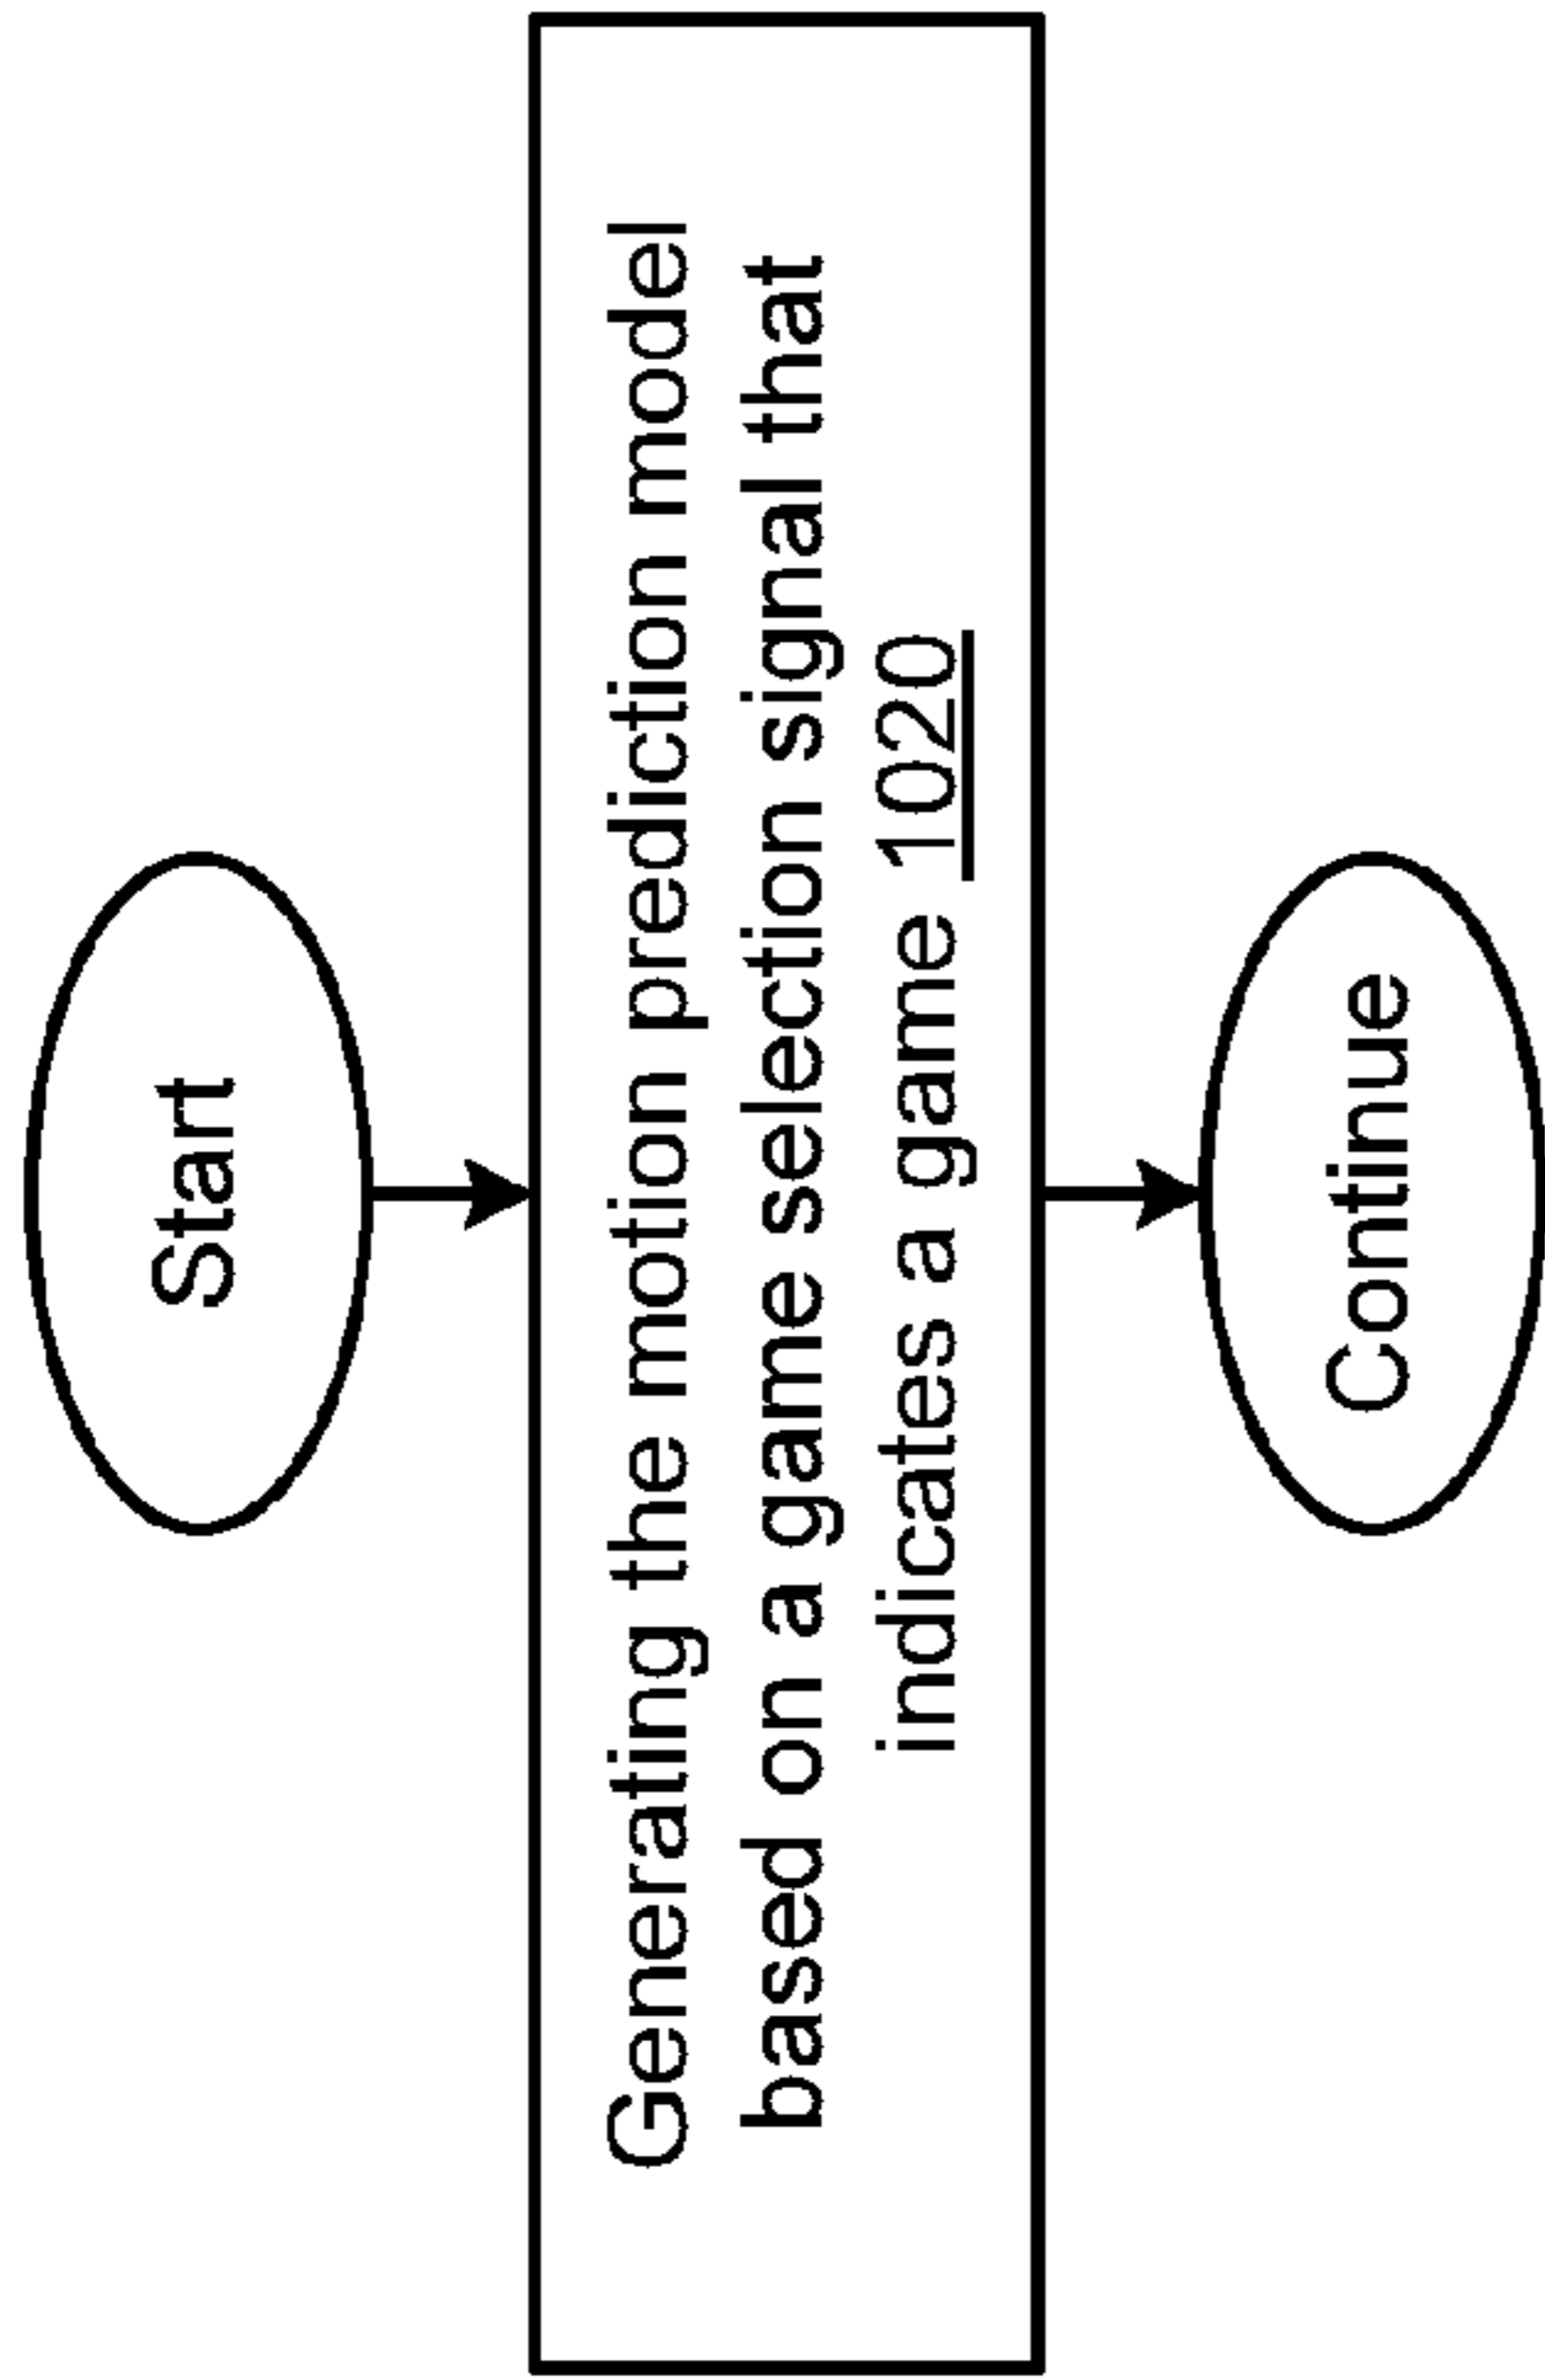 Start
Generating the motion prediction model
based on a game selection signal that
indicates a game 1020
Continue